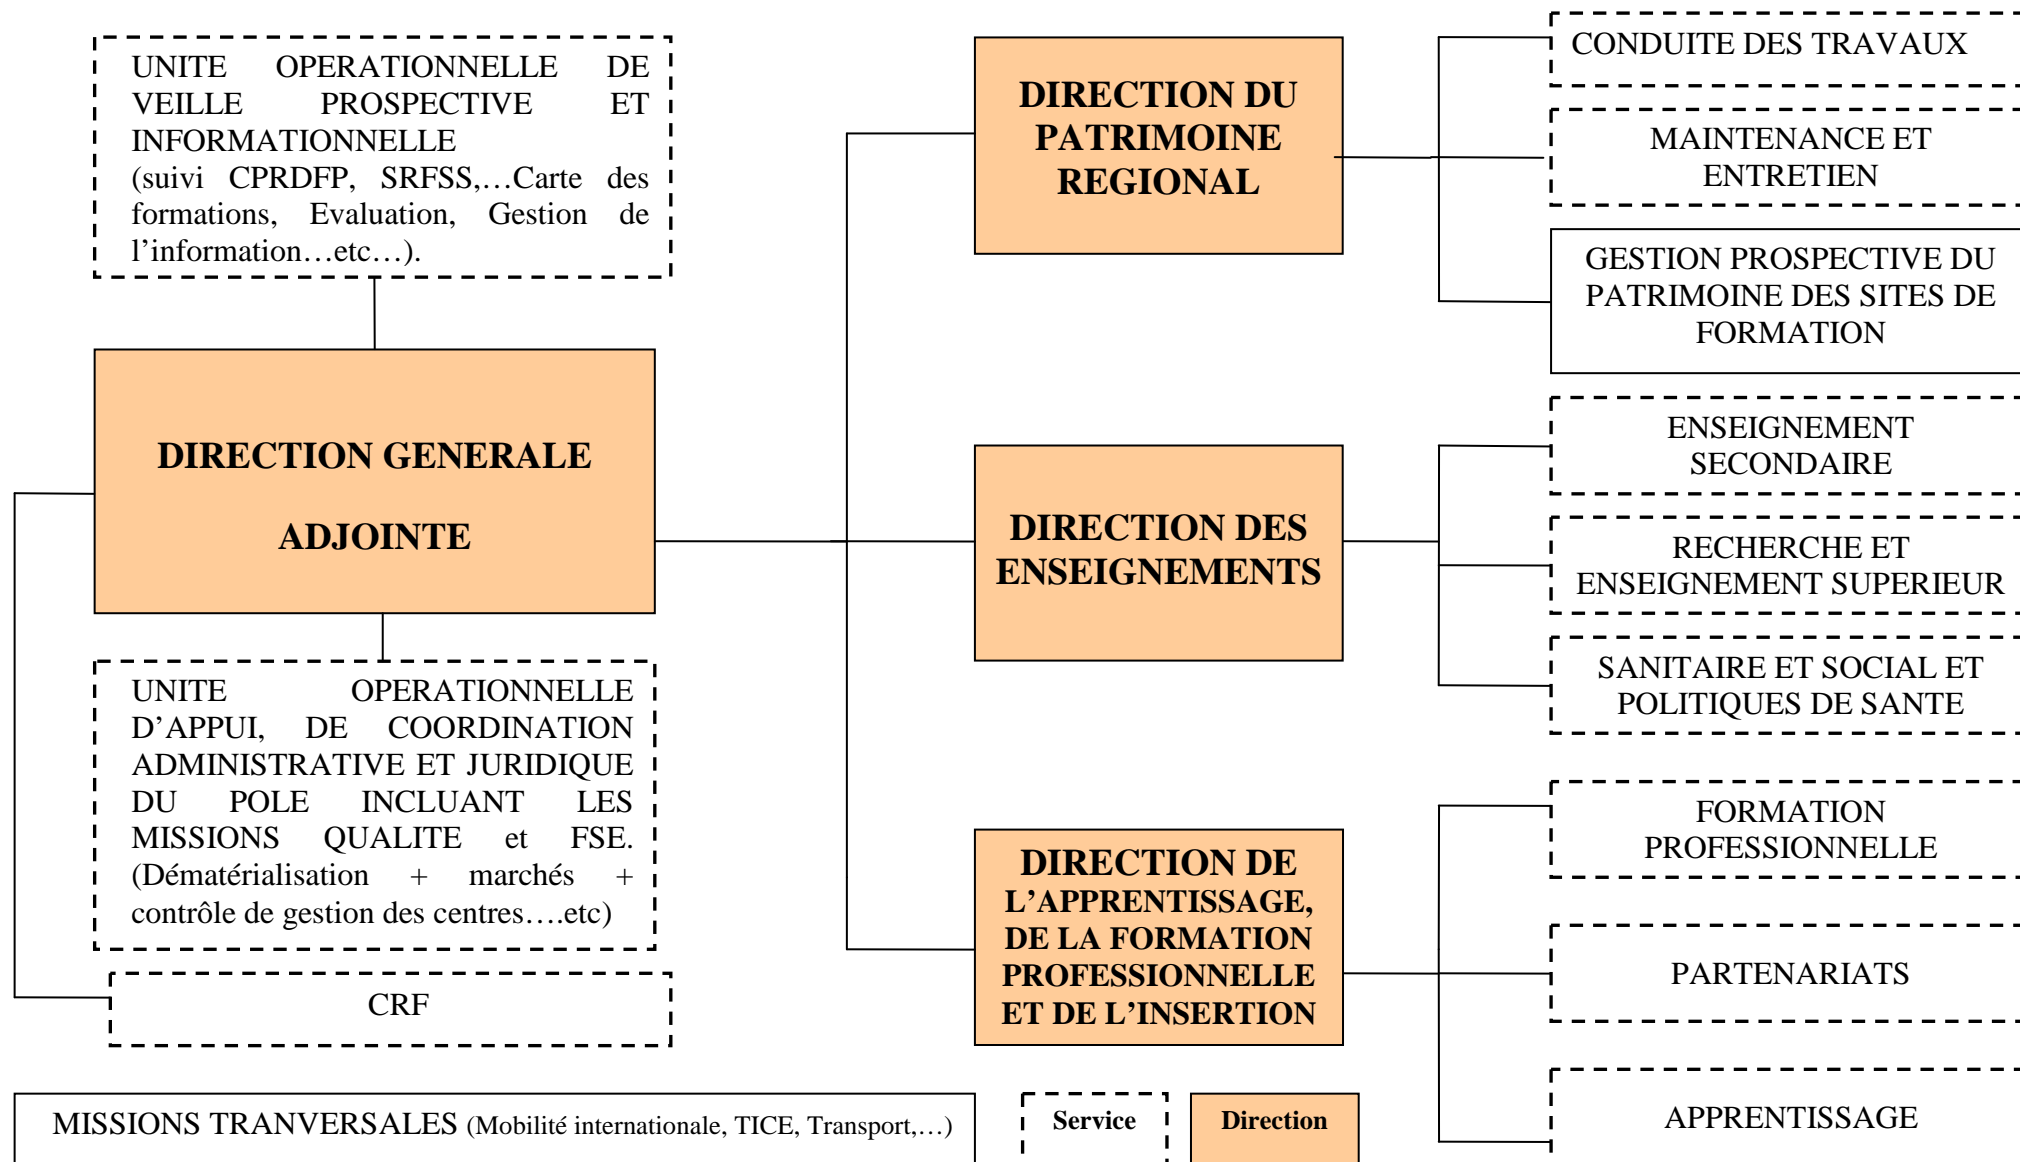 UNITE OPERATIONNELLE DE
VEILLE PROSPECTIVE ET
INFORMATIONNELLE
(suivi CPRDFP, SRFSS,…Carte des
formations, Evaluation, Gestion de
l’information…etc…).
DIRECTION GENERALE
ADJOINTE
UNITE OPERATIONNELLE
D’APPUI, DE COORDINATION
ADMINISTRATIVE ET JURIDIQUE
DU POLE INCLUANT LES
MISSIONS QUALITE et FSE.
(Dématérialisation + marchés +
contrôle de gestion des centres….etc)
CRF
DIRECTION DU
PATRIMOINE
REGIONAL
DIRECTION DES
ENSEIGNEMENTS
DIRECTION DE
L’APPRENTISSAGE,
DE LA FORMATION
PROFESSIONNELLE
ET DE L’INSERTION
CONDUITE DES TRAVAUX
MAINTENANCE ET
ENTRETIEN
GESTION PROSPECTIVE DU
PATRIMOINE DES SITES DE
FORMATION
ENSEIGNEMENT
SECONDAIRE
RECHERCHE ET
ENSEIGNEMENT SUPERIEUR
SANITAIRE ET SOCIAL ET
POLITIQUES DE SANTE
FORMATION
PROFESSIONNELLE
PARTENARIATS
APPRENTISSAGE
MISSIONS TRANVERSALES (Mobilité internationale, TICE, Transport,…)
Service
Direction